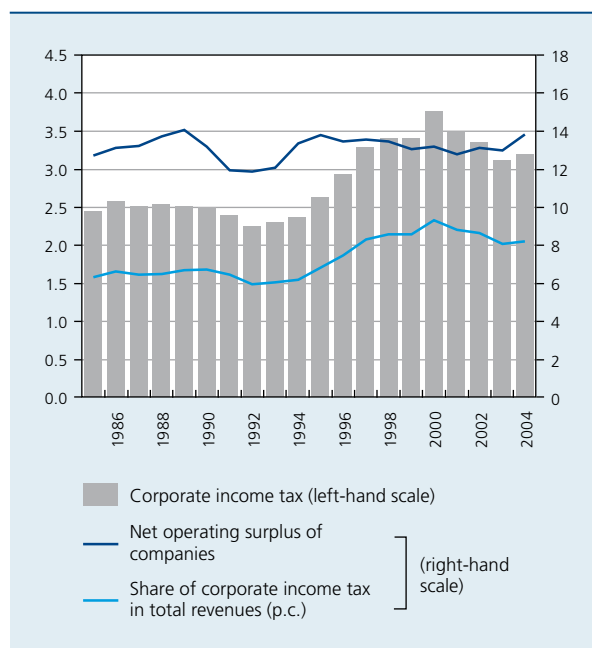 4.5 18
4.0 16
3.5 14
3.0 12
2.5 10
2.0 8
1.5 6
1.0 4
0.5 2
0.0 0
1986 1988 1990 1992 1994 1996 1998 2000 2002 2004
Corporate income tax (left-hand scale)
Net operating surplus of
companies
(right-hand
scale)
Share of corporate income tax
in total revenues (p.c.)